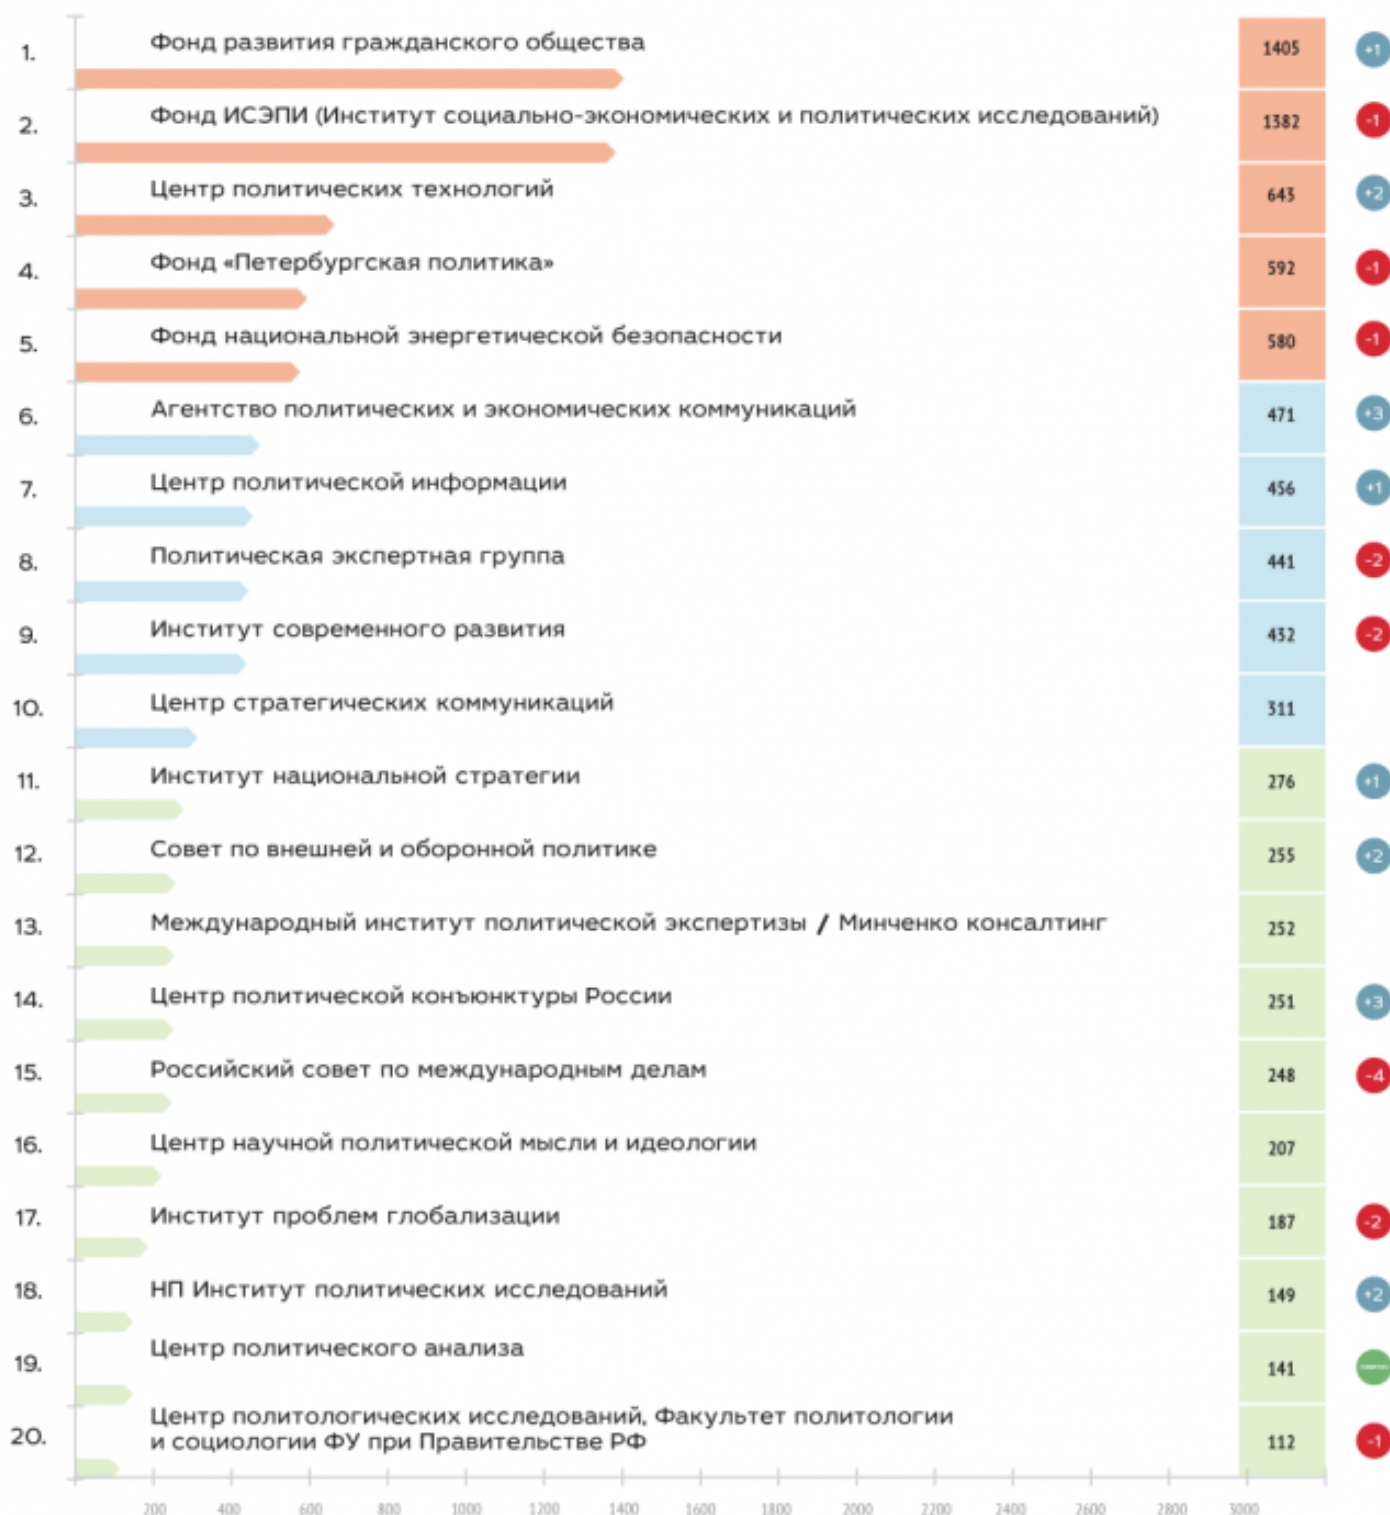 1. Фонд развития гражданского общества 1405 +1
2. Фонд ИСЭПИ (Институт социально-экономических и политических исследований) 1382 -1
3. Центр политических технологий 643 +2
4. Фонд «Петербургская политика» 592 -1
5. Фонд национальной энергетической безопасности 580 -1
6. Агентство политических и экономических коммуникаций 471 +3
7. Центр политической информации 456 +1
8. Политическая экспертная группа 441 -2
9. Институт современного развития 432 -2
10. Центр стратегических коммуникаций 311
11. Институт национальной стратегии 276 +1
12. Совет по внешней и оборонной политике 255 +2
13. Международный институт политической экспертизы / Минченко консалтинг 252
14. Центр политической конъюнктуры России 251 +3
15. Российский совет по международным делам 248 -4
16. Центр научной политической мысли и идеологии 207
17. Институт проблем глобализации 187 -2
18. НП Институт политических исследований 149 +2
19. Центр политического анализа 141
20. Центр политологических исследований, Факультет политологии
и социологии ФУ при Правительстве РФ 112 -1
200 400 600 800 1000 1200 1400 1600 1800 2000 2200 2400 2600 2800 3000